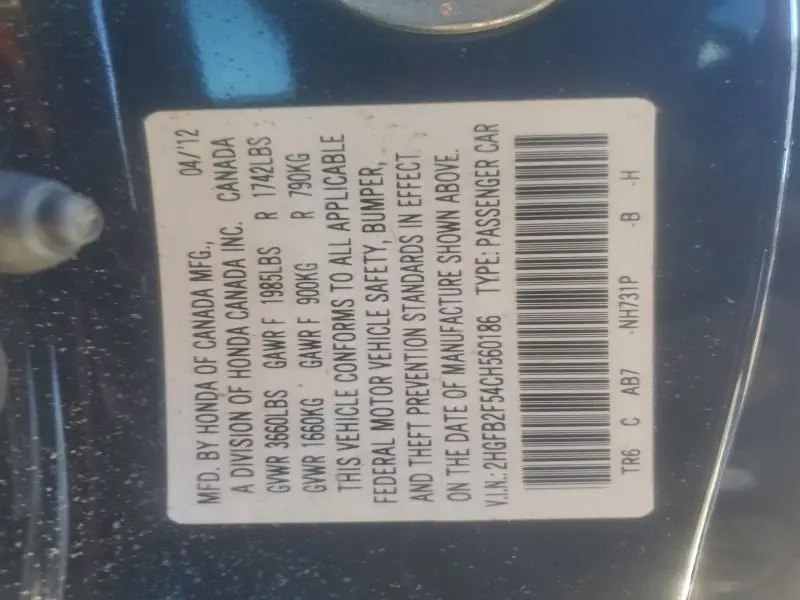 MFD. BY HONDA OF CANADA MFG., 04/'12
A DIVISION OF HONDA CANADA INC. CANADA
GVWR 3660LBS GAWR F 1985LBS R 1742LBS
GVWR 1660KG GAWR F 900KG R 790KG
THIS VEHICLE CONFORMS TO ALL APPLICABLE
FEDERAL MOTOR VEHICLE SAFETY, BUMPER,
AND THEFT PREVENTION STANDARDS IN EFFECT
ON THE DATE OF MANUFACTURE SHOWN ABOVE.
V.I.N.:2HGFB2F54CH560186 TYPE: PASSENGER CAR
TR6 C AB7 -NH731P -B -H